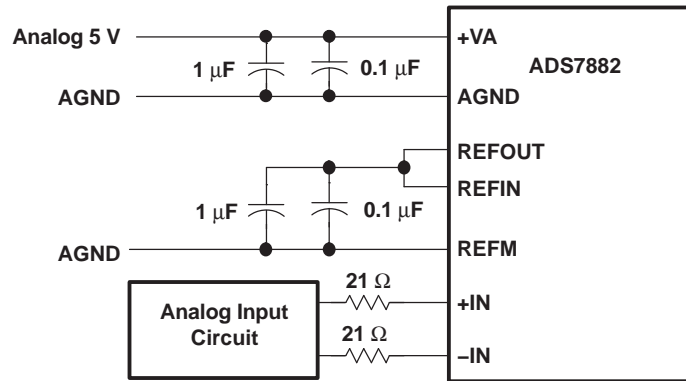 Analog 5 V
+VA
1 μF
0.1 μF
ADS7882
AGND
AGND
REFOUT
REFIN
1 μF
0.1 μF
AGND
REFM
21 Ω
+IN
Analog Input
Circuit
21 Ω
−IN